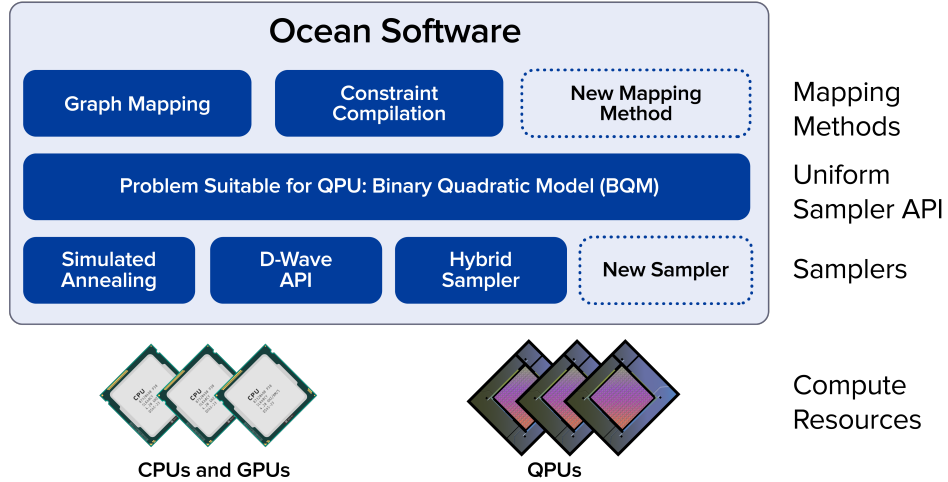 Ocean Software
Graph Mapping
Constraint
Compilation
New Mapping
Method
Mapping
Methods
Problem Suitable for QPU: Binary Quadratic Model (BQM)
Uniform
Sampler API
Simulated
Annealing
D-Wave
API
Hybrid
Sampler
New Sampler
Samplers
CPU
CPU
CPU
Compute
Resources
CPUs and GPUs
QPUs